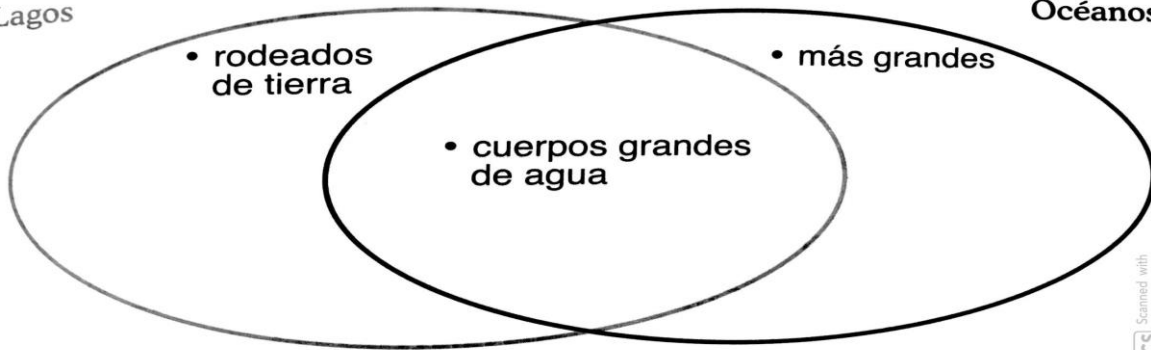 Lagos
Océanos
• rodeados
de tierra
• más grandes
• cuerpos grandes
de agua
Scanned with